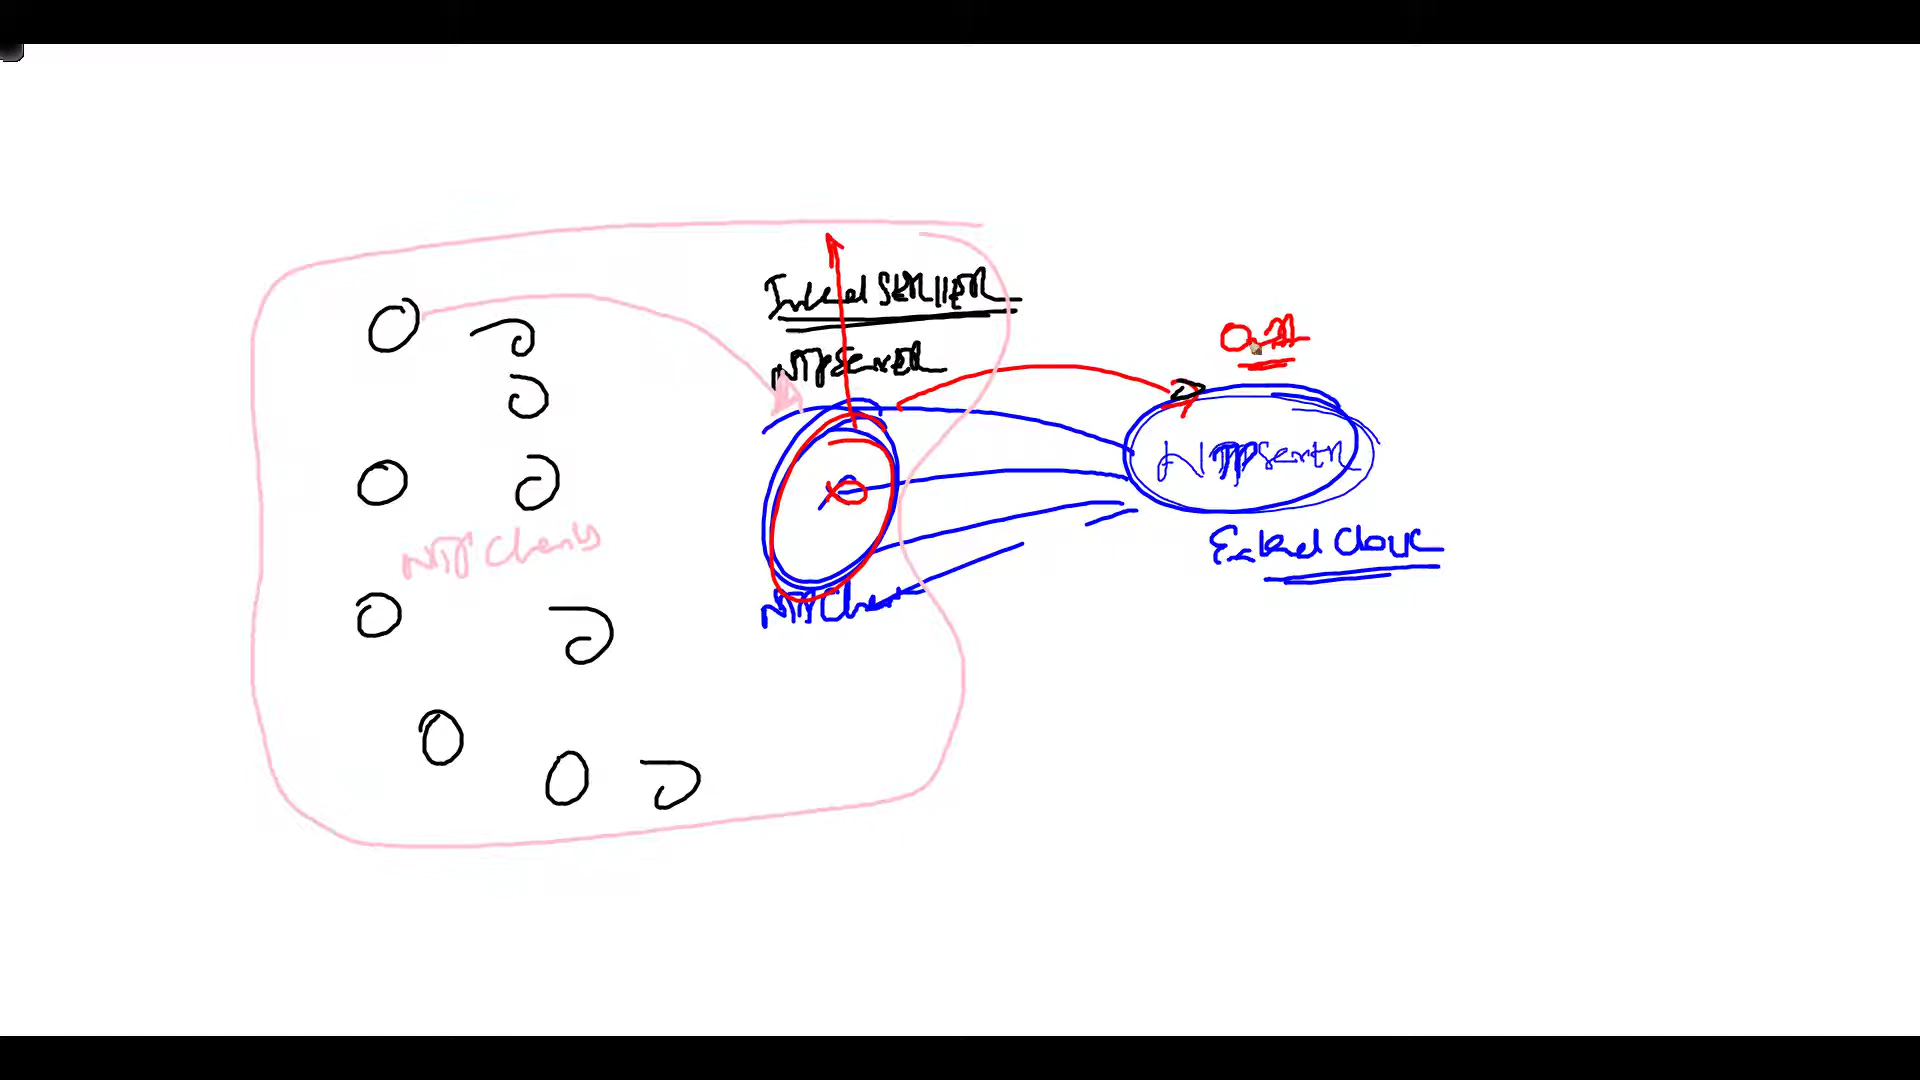 Internal SERVER
NTP SERVER
NTP Server
External Clock
NTP Clients
NTP Client